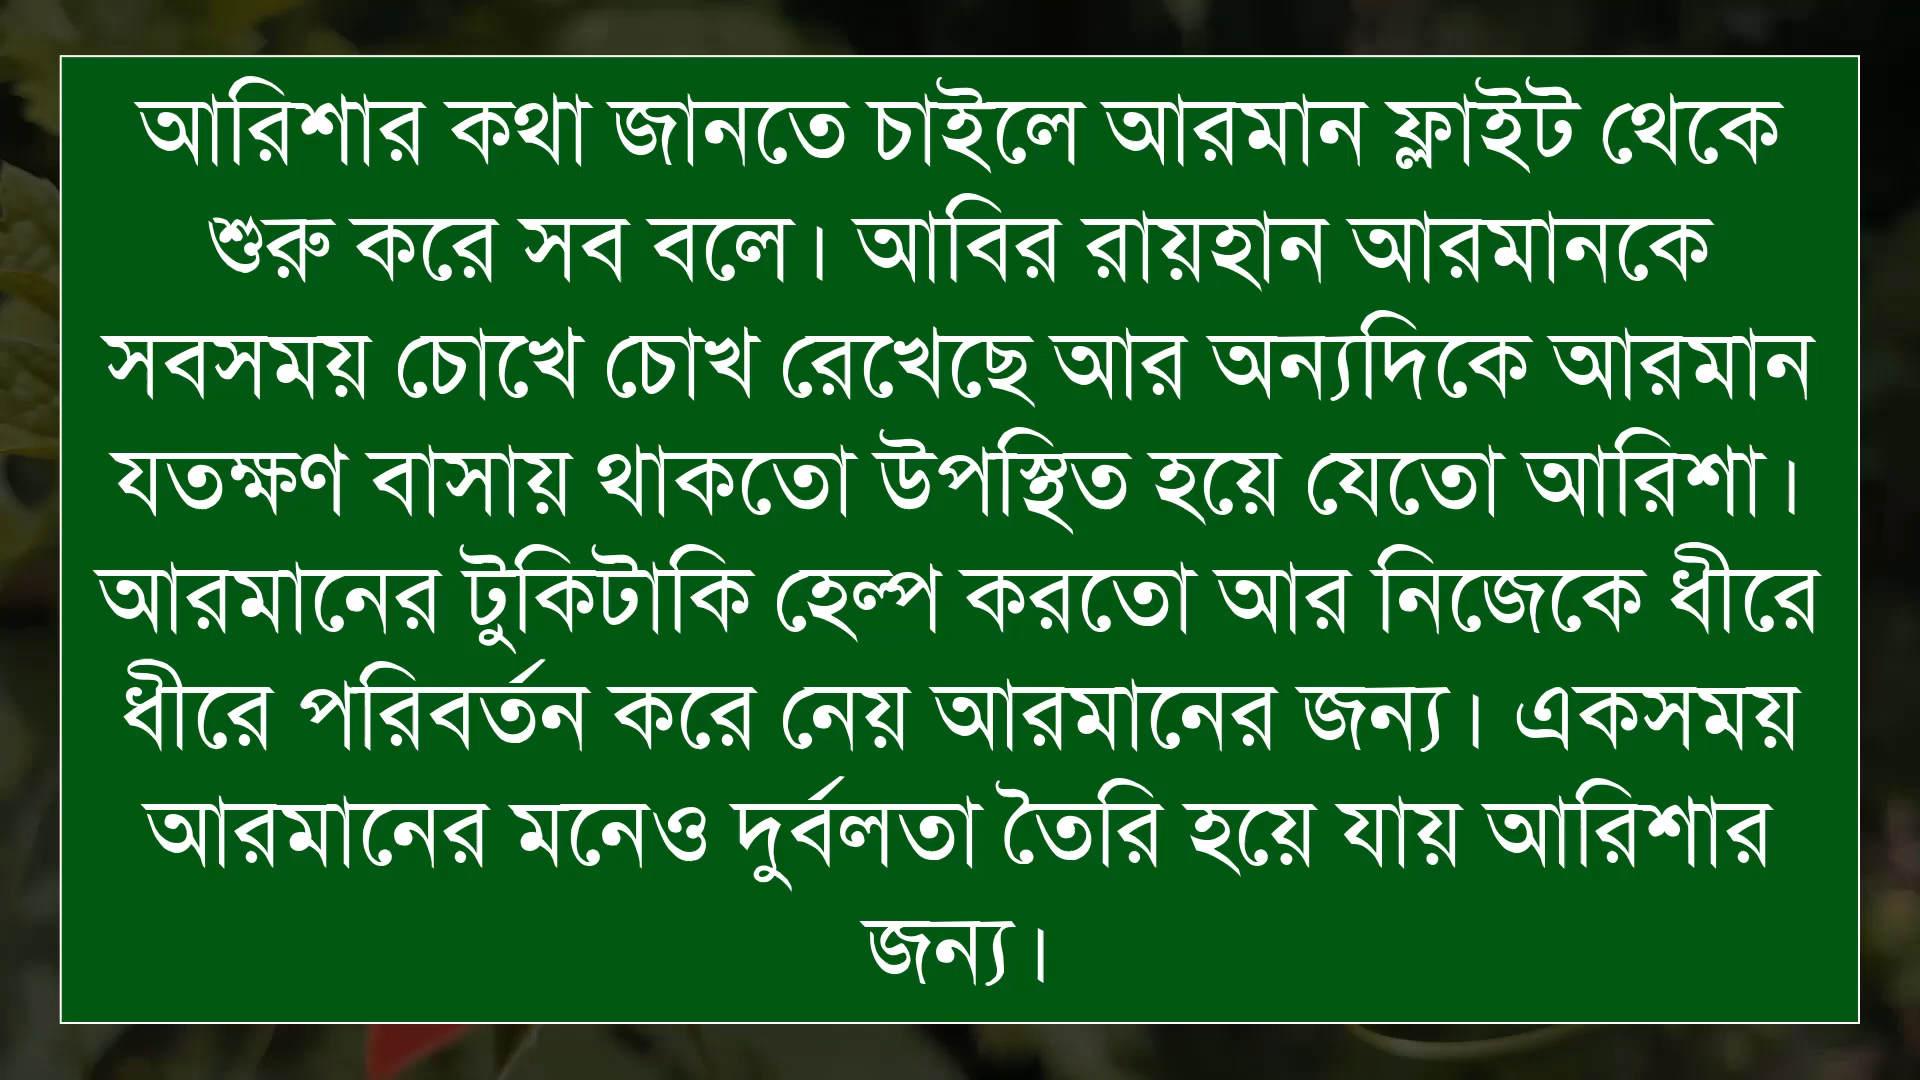 আরিশার কথা জানতে চাইলে আরমান ফ্লাইট থেকে
শুরু করে সব বলে। আবির রায়হান আরমানকে
সবসময় চোখে চোখ রেখেছে আর অন্যদিকে আরমান
যতক্ষণ বাসায় থাকতো উপস্থিত হয়ে যেতো আরিশা।
আরমানের টুকিটাকি হেল্প করতো আর নিজেকে ধীরে
ধীরে পরিবর্তন করে নেয় আরমানের জন্য। একসময়
আরমানের মনেও দুর্বলতা তৈরি হয়ে যায় আরিশার
জন্য।